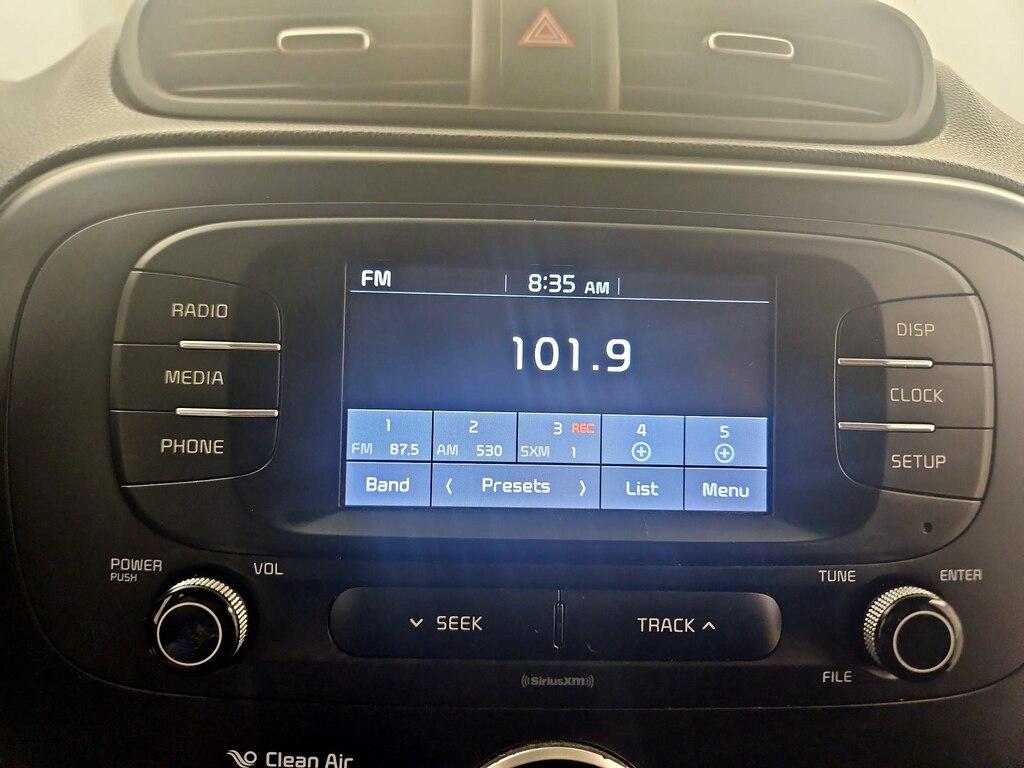 FM 8:35 AM
101.9
1 2 3 REC 4 5
FM 87.5 AM 530 SXM 1
Band Presets List Menu
RADIO
MEDIA
PHONE
DISP
CLOCK
SETUP
POWER
PUSH
VOL
SEEK
TRACK
TUNE
ENTER
FILE
SiriusXM
Clean Air